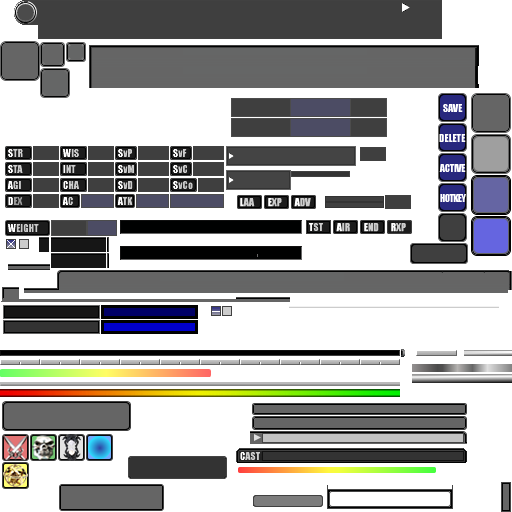 SAVE
DELETE
ACTIVE
HOTKEY
STR WIS SvP SvF
STA INT SvM SvC
AGI CHA SvD SvCo
DEX AC ATK
LAA EXP ADV
WEIGHT
TST AIR END RXP
CAST